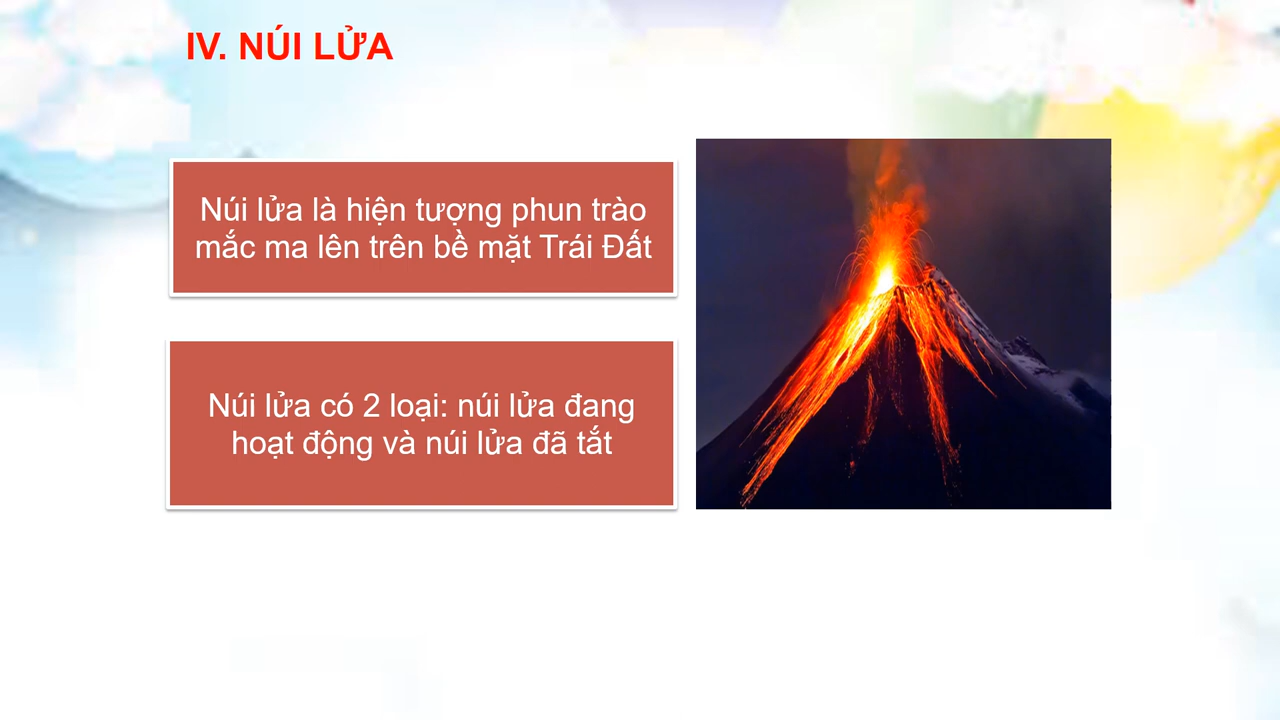 IV. NÚI LỬA
Núi lửa là hiện tượng phun trào
mắc ma lên trên bề mặt Trái Đất
Núi lửa có 2 loại: núi lửa đang
hoạt động và núi lửa đã tắt